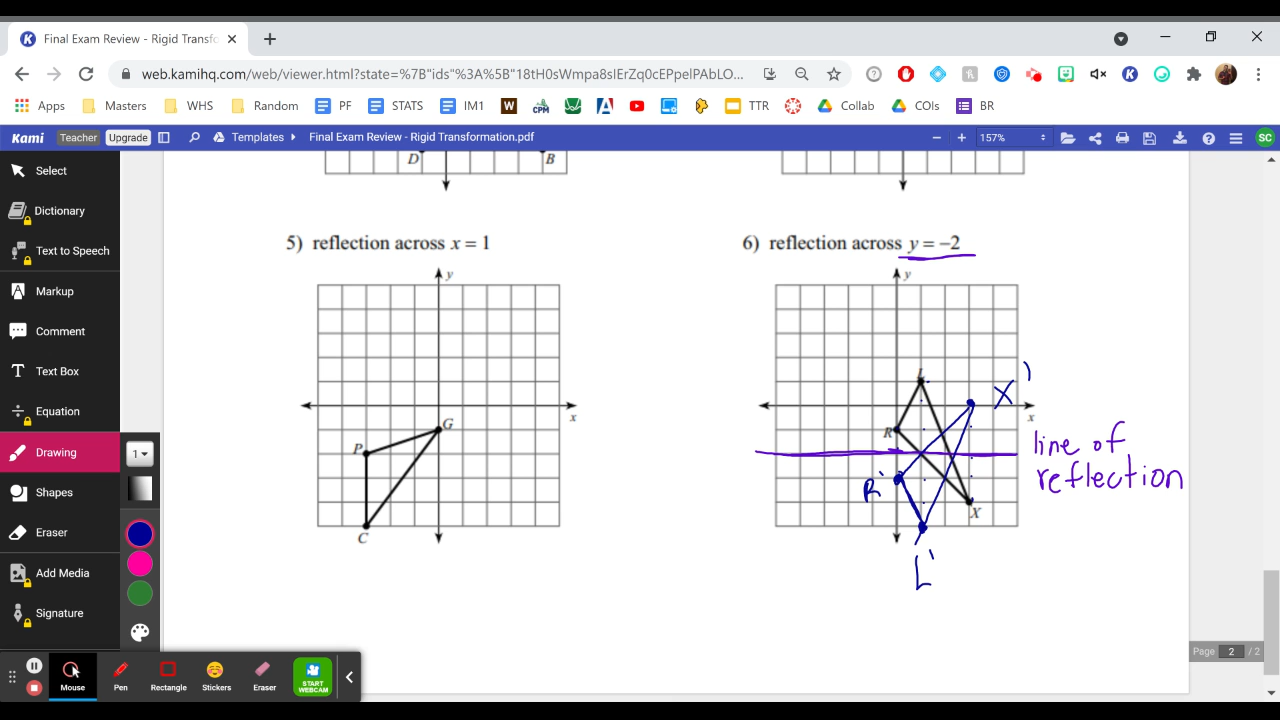 Final Exam Review - Rigid Transfo
web.kamihq.com/web/viewer.html?state=%7B"ids"%3A%5B"18tH0sWmpa8sIErZq0cEPpelPAbLO...
Apps Masters WHS Random PF STATS IM1 W CPM TTR Collab COIs BR
Kami Teacher Upgrade Templates Final Exam Review - Rigid Transformation.pdf 157% SC
Select
Dictionary
Text to Speech
Markup
Comment
Text Box
Equation
Drawing
Shapes
Eraser
Add Media
Signature
1
D B
5) reflection across x = 1
6) reflection across y = −2
y
y
x
x
G
P
C
L
R
X
X'
R'
L'
line of
reflection
Page 2 / 2
Mouse Pen Rectangle Stickers Eraser START WEBCAM